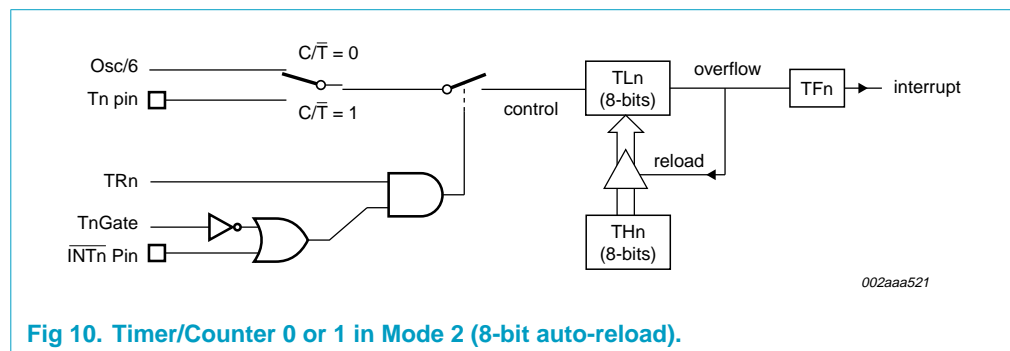 Osc/6
C/T̅ = 0
Tn pin
C/T̅ = 1
control
TLn
(8-bits)
overflow
TFn
interrupt
reload
TRn
TnGate
I̅N̅T̅n̅ Pin
THn
(8-bits)
002aaa521
Fig 10. Timer/Counter 0 or 1 in Mode 2 (8-bit auto-reload).